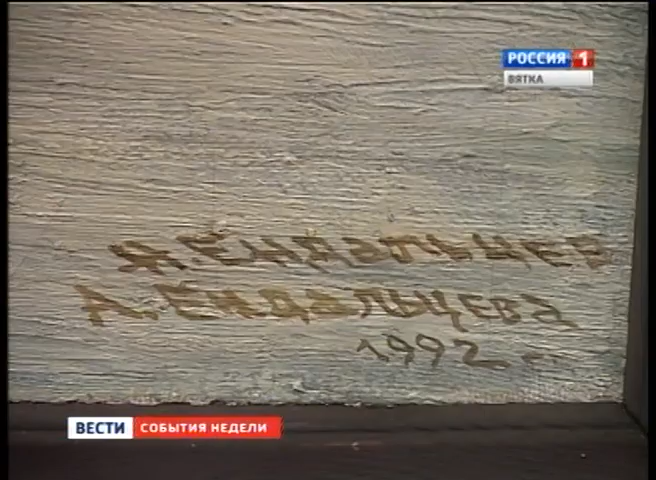 РОССИЯ 1
ВЯТКА
Н. Ендальцев
А. Ендальцева
1992 г.
ВЕСТИ СОБЫТИЯ НЕДЕЛИ